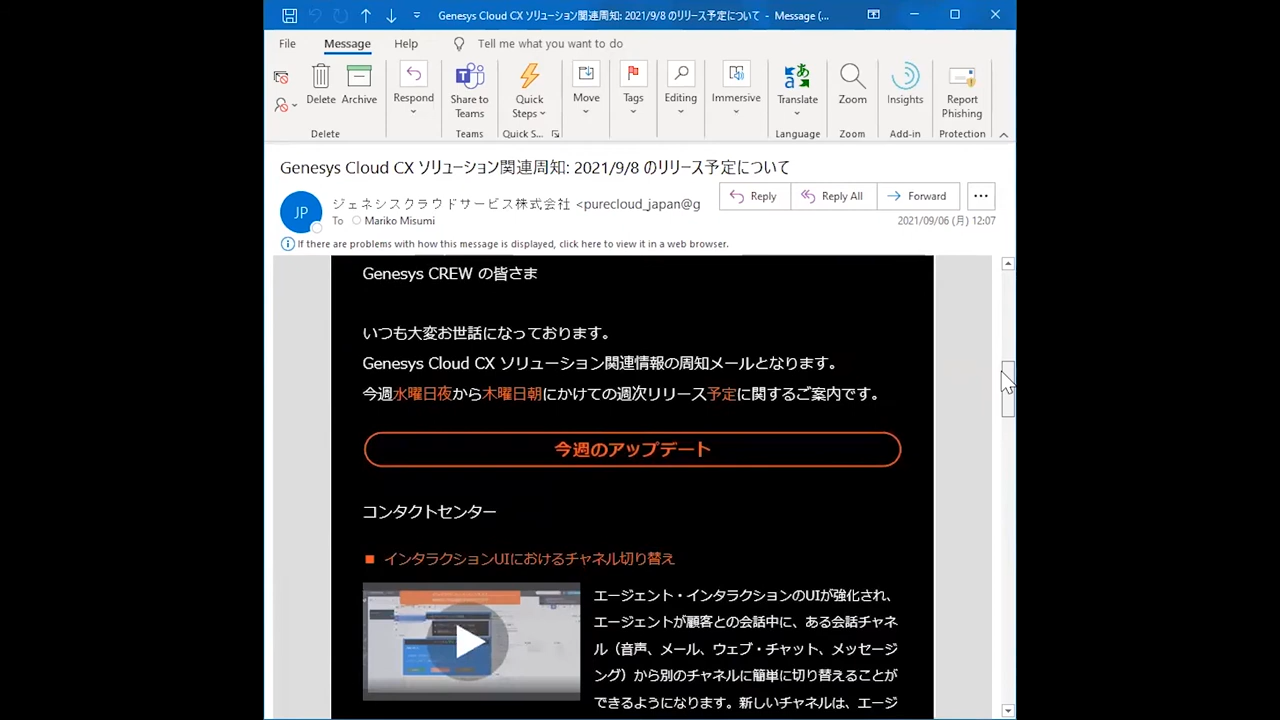 Genesys Cloud CX ソリューション関連周知: 2021/9/8 のリリース予定について - Message (...
File Message Help Tell me what you want to do
Delete Archive Respond Share to Teams Quick Steps Move Tags Editing Immersive Translate Zoom Insights Report Phishing
Delete Teams Quick S... Language Zoom Add-in Protection
Genesys Cloud CX ソリューション関連周知: 2021/9/8 のリリース予定について
JP
ジェネシスクラウドサービス株式会社 <purecloud_japan@g
Reply Reply All Forward
To Mariko Misumi
2021/09/06 (月) 12:07
If there are problems with how this message is displayed, click here to view it in a web browser.
Genesys CREW の皆さま
いつも大変お世話になっております。
Genesys Cloud CX ソリューション関連情報の周知メールとなります。
今週水曜日夜から木曜日朝にかけての週次リリース予定に関するご案内です。
今週のアップデート
コンタクトセンター
■ インタラクションUIにおけるチャネル切り替え
エージェント・インタラクションのUIが強化され、
エージェントが顧客との会話中に、ある会話チャネ
ル（音声、メール、ウェブ・チャット、メッセージ
ング）から別のチャネルに簡単に切り替えることが
できるようになります。新しいチャネルは、エージ